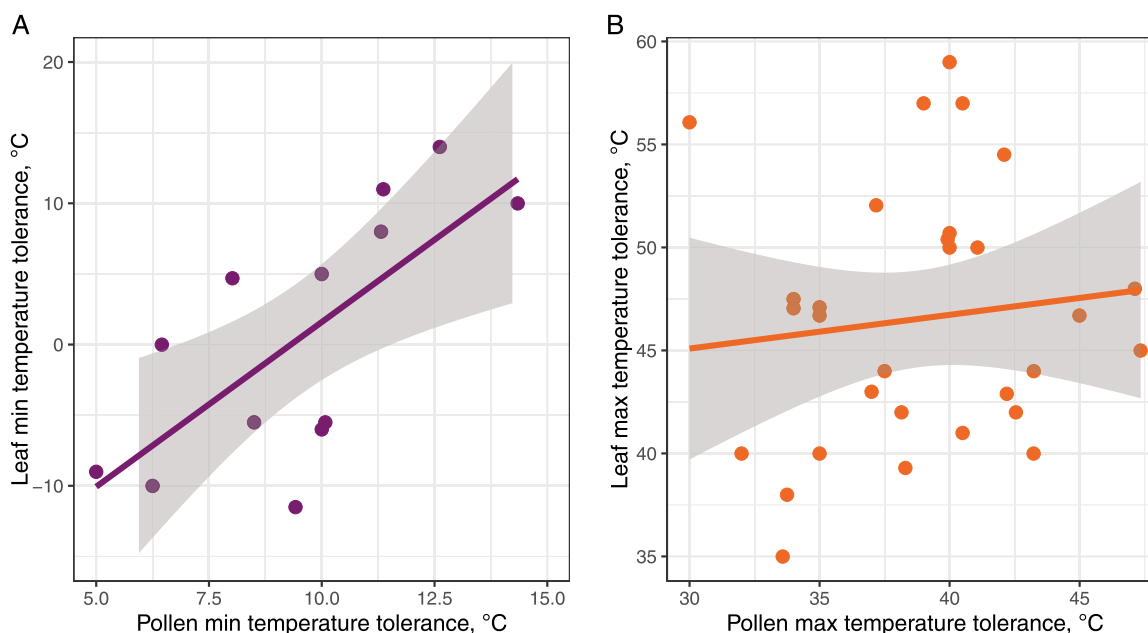 A
20
10
0
−10
5.0 7.5 10.0 12.5 15.0
Leaf min temperature tolerance, °C
Pollen min temperature tolerance, °C
B
60
55
50
45
40
35
30 35 40 45
Leaf max temperature tolerance, °C
Pollen max temperature tolerance, °C